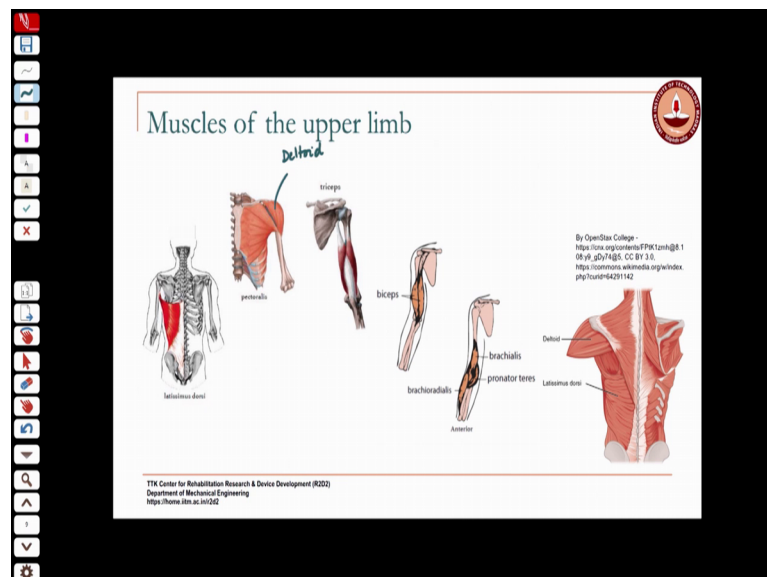 Muscles of the upper limb
Deltoid
triceps
pectoralis
latissimus dorsi
biceps
brachialis
pronator teres
brachioradialis
Anterior
By OpenStax College -
https://cnx.org/contents/FPtK1zmh@8.1
08:y9_gDy74@5, CC BY 3.0,
https://commons.wikimedia.org/w/index.
php?curid=64291142
Deltoid
Latissimus dorsi
TTK Center for Rehabilitation Research & Device Development (R2D2)
Department of Mechanical Engineering
https://home.iitm.ac.in/r2d2